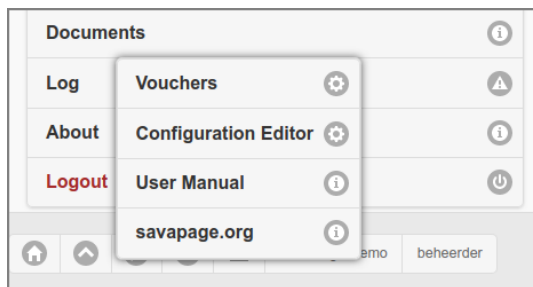 Documents
Log
Vouchers
About
Configuration Editor
Logout
User Manual
savapage.org
emo
beheerder